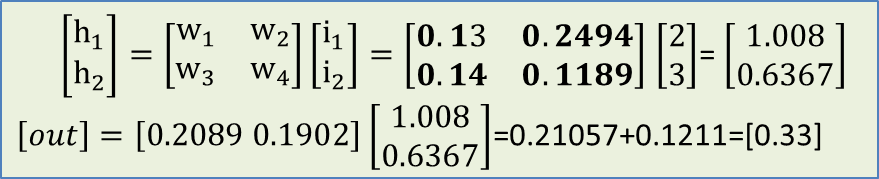 [h₁ h₂] = [w₁ w₂ w₃ w₄] [i₁ i₂] = [0.13 0.2494 0.14 0.1189] [2 3]= [1.008 0.6367]
[out] = [0.2089 0.1902] [1.008 0.6367]=0.21057+0.1211=[0.33]